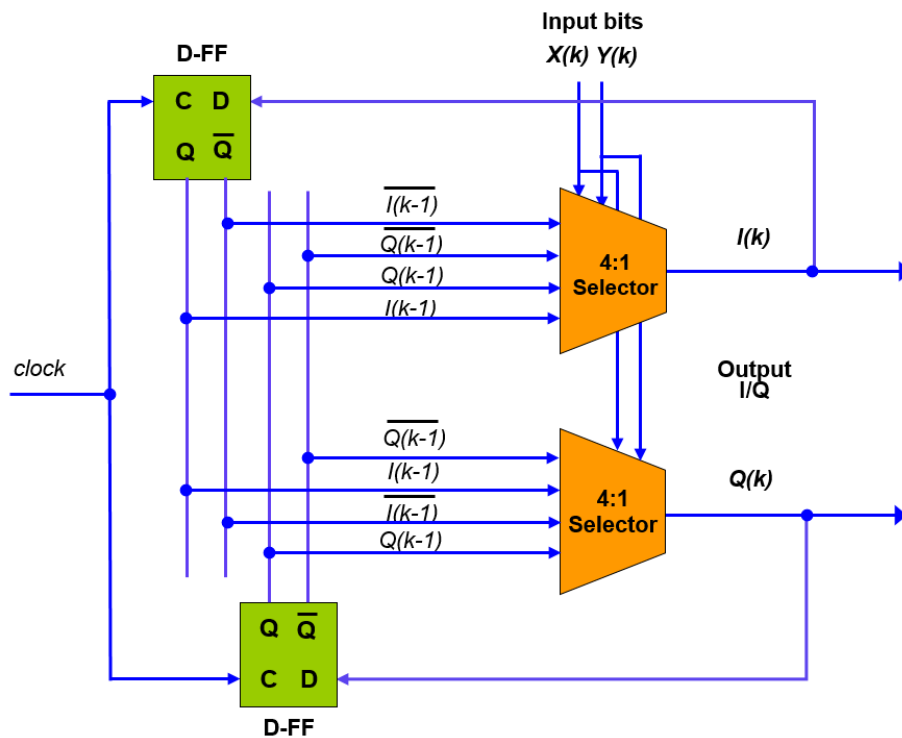 Input bits
X(k) Y(k)
D-FF
C D
Q Q̅
I̅(̅k̅-̅1̅)̅
Q̅(̅k̅-̅1̅)̅
Q(k-1)
I(k-1)
4:1
Selector
I(k)
clock
Output
I/Q
Q̅(̅k̅-̅1̅)̅
I(k-1)
I̅(̅k̅-̅1̅)̅
Q(k-1)
4:1
Selector
Q(k)
Q Q̅
C D
D-FF